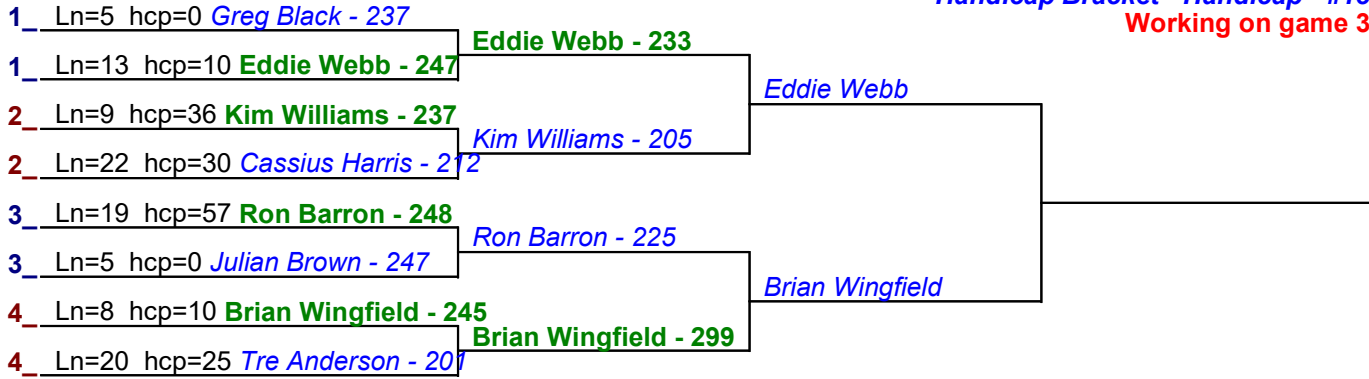 Handicap Bracket - Handicap - #1
Working on game 3
1_ Ln=5 hcp=0 Greg Black - 237
Eddie Webb - 233
1_ Ln=13 hcp=10 Eddie Webb - 247
Eddie Webb
2_ Ln=9 hcp=36 Kim Williams - 237
Kim Williams - 205
2_ Ln=22 hcp=30 Cassius Harris - 212
3_ Ln=19 hcp=57 Ron Barron - 248
Ron Barron - 225
3_ Ln=5 hcp=0 Julian Brown - 247
Brian Wingfield
4_ Ln=8 hcp=10 Brian Wingfield - 245
Brian Wingfield - 299
4_ Ln=20 hcp=25 Tre Anderson - 201